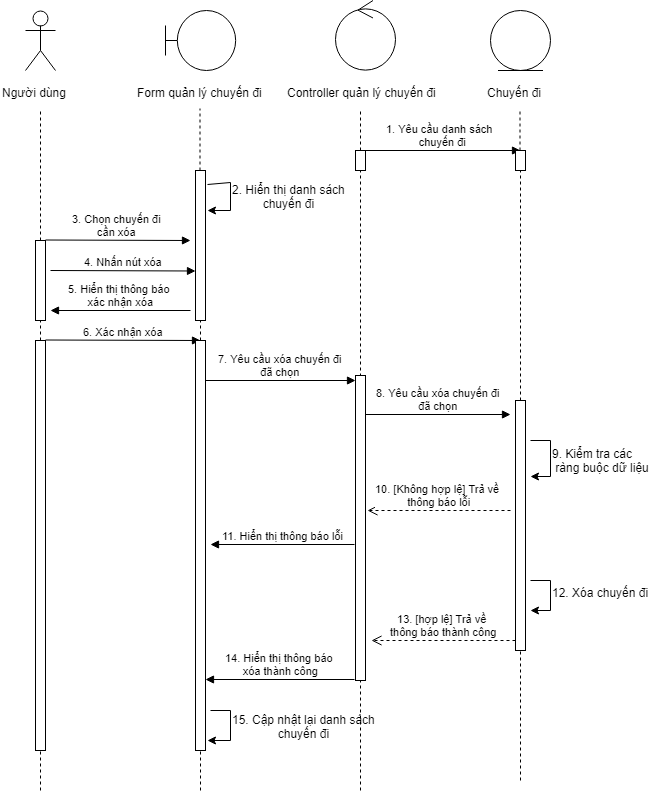 Người dùng
Form quản lý chuyến đi
Controller quản lý chuyến đi
Chuyến đi
1. Yêu cầu danh sách
chuyến đi
2. Hiển thị danh sách
chuyến đi
3. Chọn chuyến đi
cần xóa
4. Nhấn nút xóa
5. Hiển thị thông báo
xác nhận xóa
6. Xác nhận xóa
7. Yêu cầu xóa chuyến đi
đã chọn
8. Yêu cầu xóa chuyến đi
đã chọn
9. Kiểm tra các
ràng buộc dữ liệu
10. [Không hợp lệ] Trả về
thông báo lỗi
11. Hiển thị thông báo lỗi
12. Xóa chuyến đi
13. [hợp lệ] Trả về
thông báo thành công
14. Hiển thị thông báo
xóa thành công
15. Cập nhật lại danh sách
chuyến đi